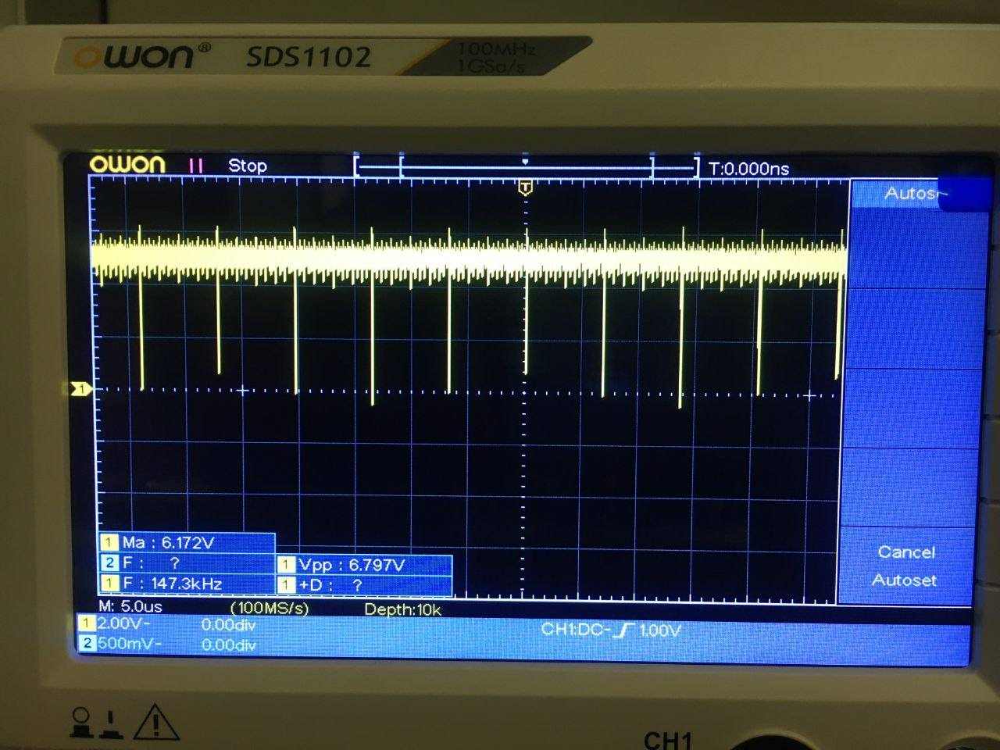 owon® SDS1102 100MHz
1GSa/s
owon Stop T:0.000ns
T
1
1 Ma : 6.172V
2 F : ?
1 Vpp : 6.797V
1 F : 147.3kHz
1 +D : ?
M: 5.0us (100MS/s) Depth:10k
1 2.00V- 0.00div
CH1:DC- 1.00V
2 500mV- 0.00div
Cancel
Autoset
CH1